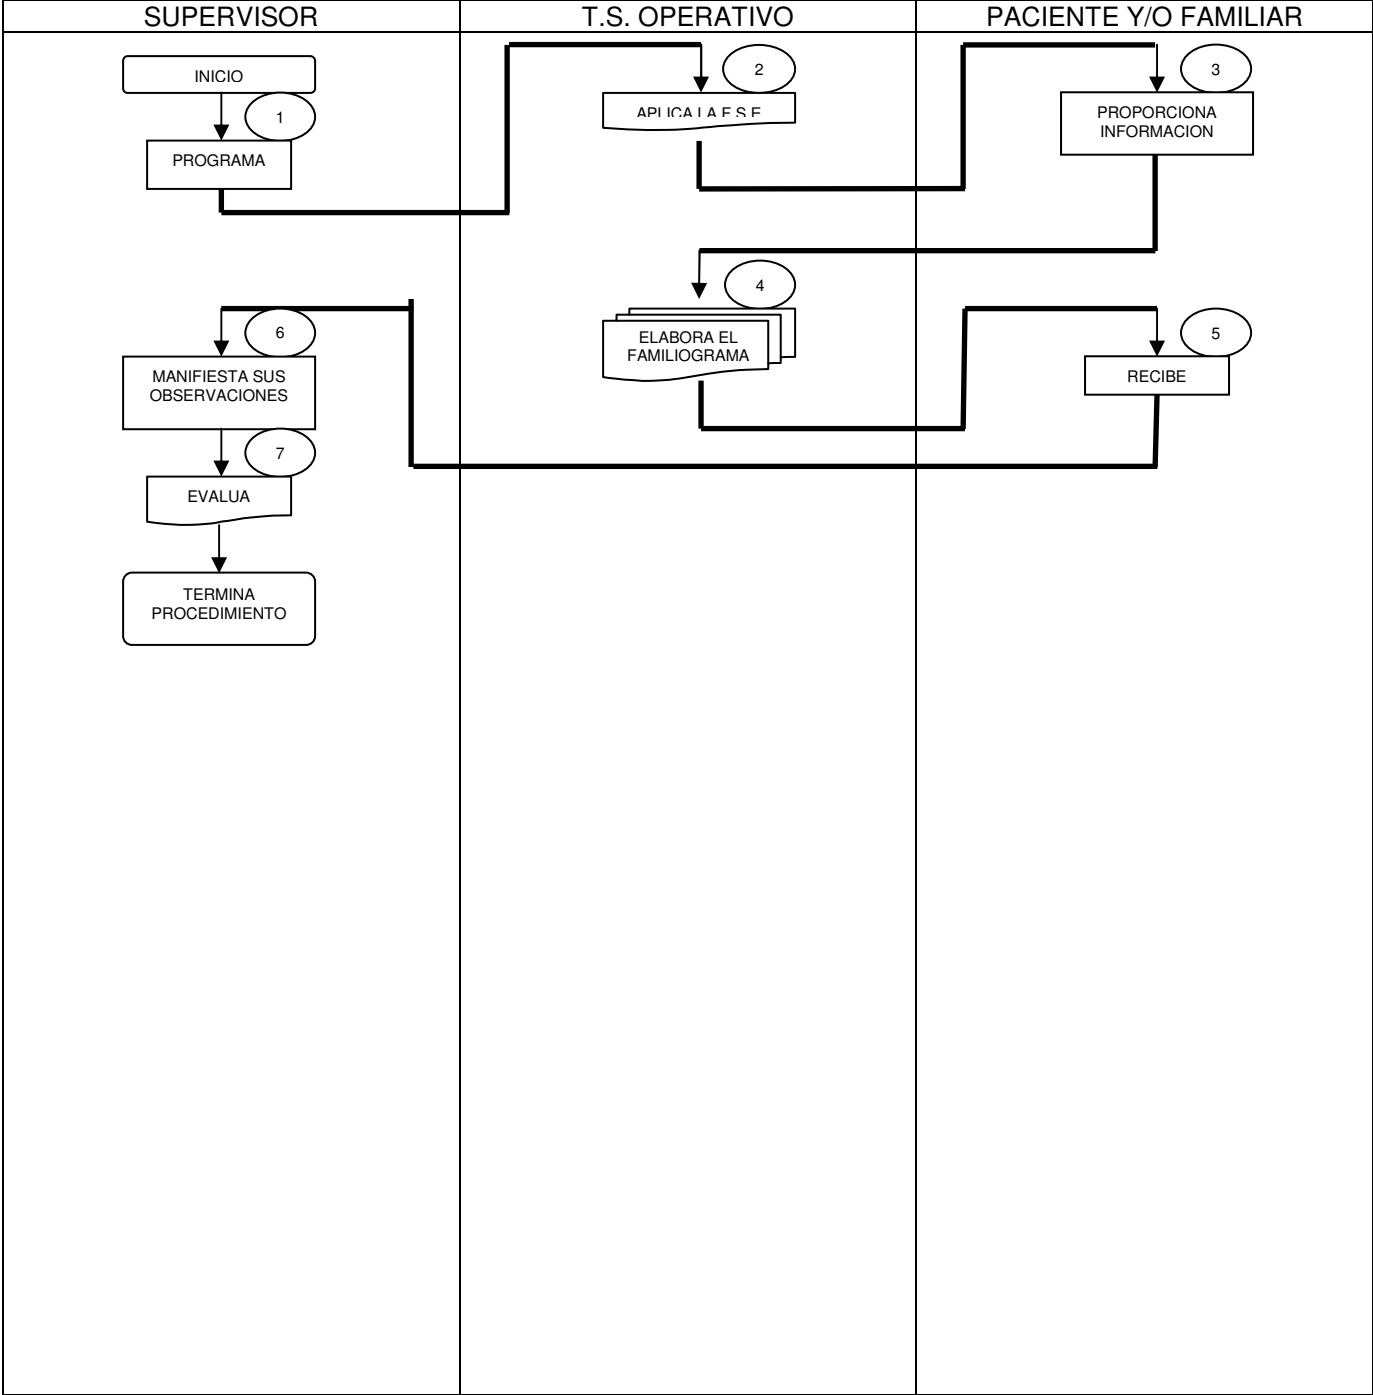 SUPERVISOR
T.S. OPERATIVO
PACIENTE Y/O FAMILIAR
INICIO
1
PROGRAMA
2
APLICA LA E.S.F.
3
PROPORCIONA
INFORMACION
4
ELABORA EL
FAMILIOGRAMA
5
RECIBE
6
MANIFIESTA SUS
OBSERVACIONES
7
EVALUA
TERMINA
PROCEDIMIENTO